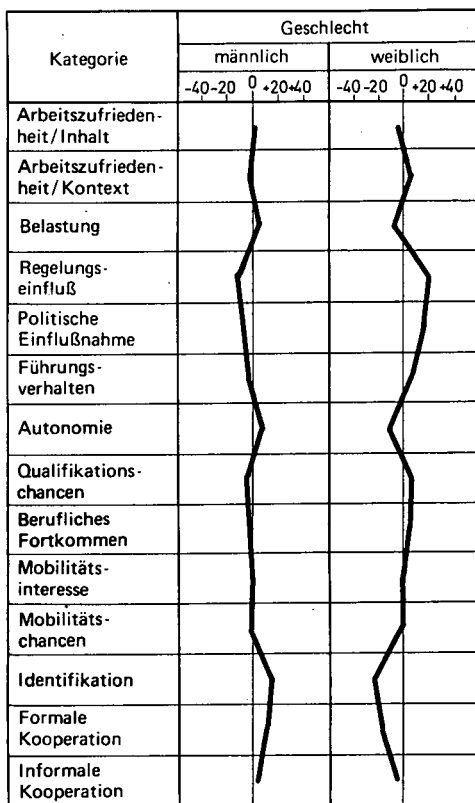 Kategorie
Geschlecht
männlich
weiblich
-40 -20 0 +20 +40
-40 -20 0 +20 +40
Arbeitszufrieden-
heit/Inhalt
Arbeitszufrieden-
heit/Kontext
Belastung
Regelungs-
einfluß
Politische
Einflußnahme
Führungs-
verhalten
Autonomie
Qualifikations-
chancen
Berufliches
Fortkommen
Mobilitäts-
interesse
Mobilitäts-
chancen
Identifikation
Formale
Kooperation
Informale
Kooperation